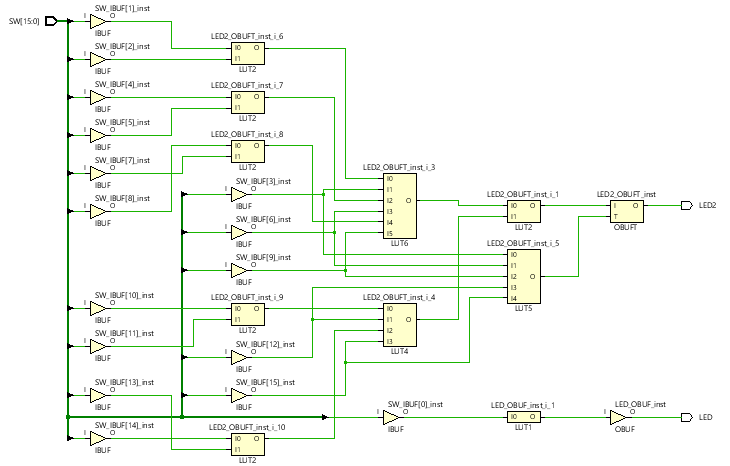 SW_IBUF[1]_inst
SW[15:0]
I
O
IBUF
LED2_OBUFT_inst_i_6
SW_IBUF[2]_inst
I0
O
I1
LUT2
I
O
IBUF
SW_IBUF[4]_inst
LED2_OBUFT_inst_i_7
I
O
I0
O
I1
IBUF
LUT2
SW_IBUF[5]_inst
I
O
IBUF
LED2_OBUFT_inst_i_8
I0
O
I1
LUT2
SW_IBUF[7]_inst
I
O
IBUF
LED2_OBUFT_inst_i_3
I0
I1
I2
O
I3
I4
I5
LUT6
SW_IBUF[3]_inst
I
O
IBUF
SW_IBUF[8]_inst
I
O
IBUF
LED2_OBUFT_inst_i_1
I0
O
I1
LUT2
LED2_OBUFT_inst
I
O
T
OBUFT
LED2
SW_IBUF[6]_inst
I
O
IBUF
LED2_OBUFT_inst_i_5
I0
I1
I2
O
I3
I4
LUT5
SW_IBUF[9]_inst
I
O
IBUF
SW_IBUF[10]_inst
I
O
IBUF
LED2_OBUFT_inst_i_9
I0
O
I1
LUT2
LED2_OBUFT_inst_i_4
I0
I1
O
I2
I3
LUT4
SW_IBUF[11]_inst
I
O
IBUF
SW_IBUF[12]_inst
I
O
IBUF
SW_IBUF[13]_inst
I
O
IBUF
SW_IBUF[15]_inst
I
O
IBUF
SW_IBUF[0]_inst
I
O
IBUF
LED_OBUF_inst_i_1
I0
O
LUT1
LED_OBUF_inst
I
O
OBUF
LED
SW_IBUF[14]_inst
I
O
IBUF
LED2_OBUFT_inst_i_10
I0
O
I1
LUT2